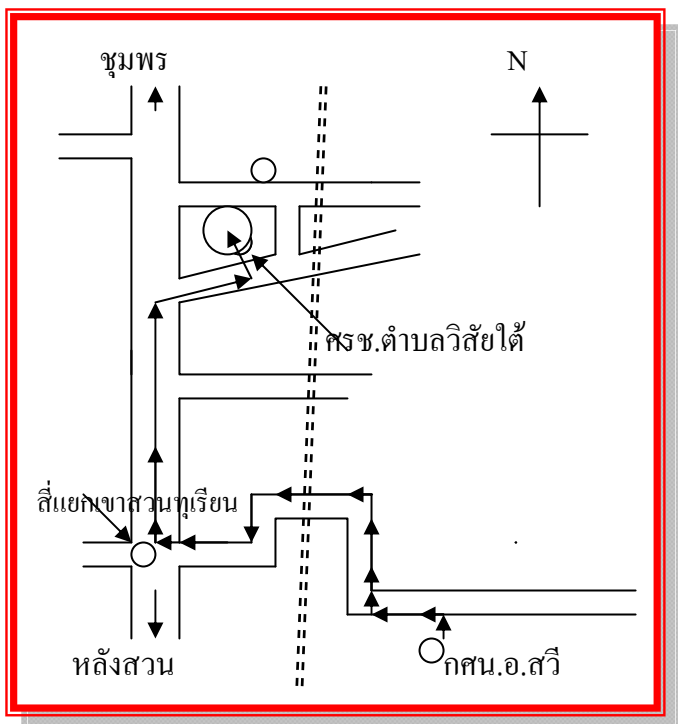 ชุมพร
N
ศรช.ตำบลวิสัยใต้
สี่แยกเขาสวนทุเรียน
หลังสวน
กศน.อ.สวี